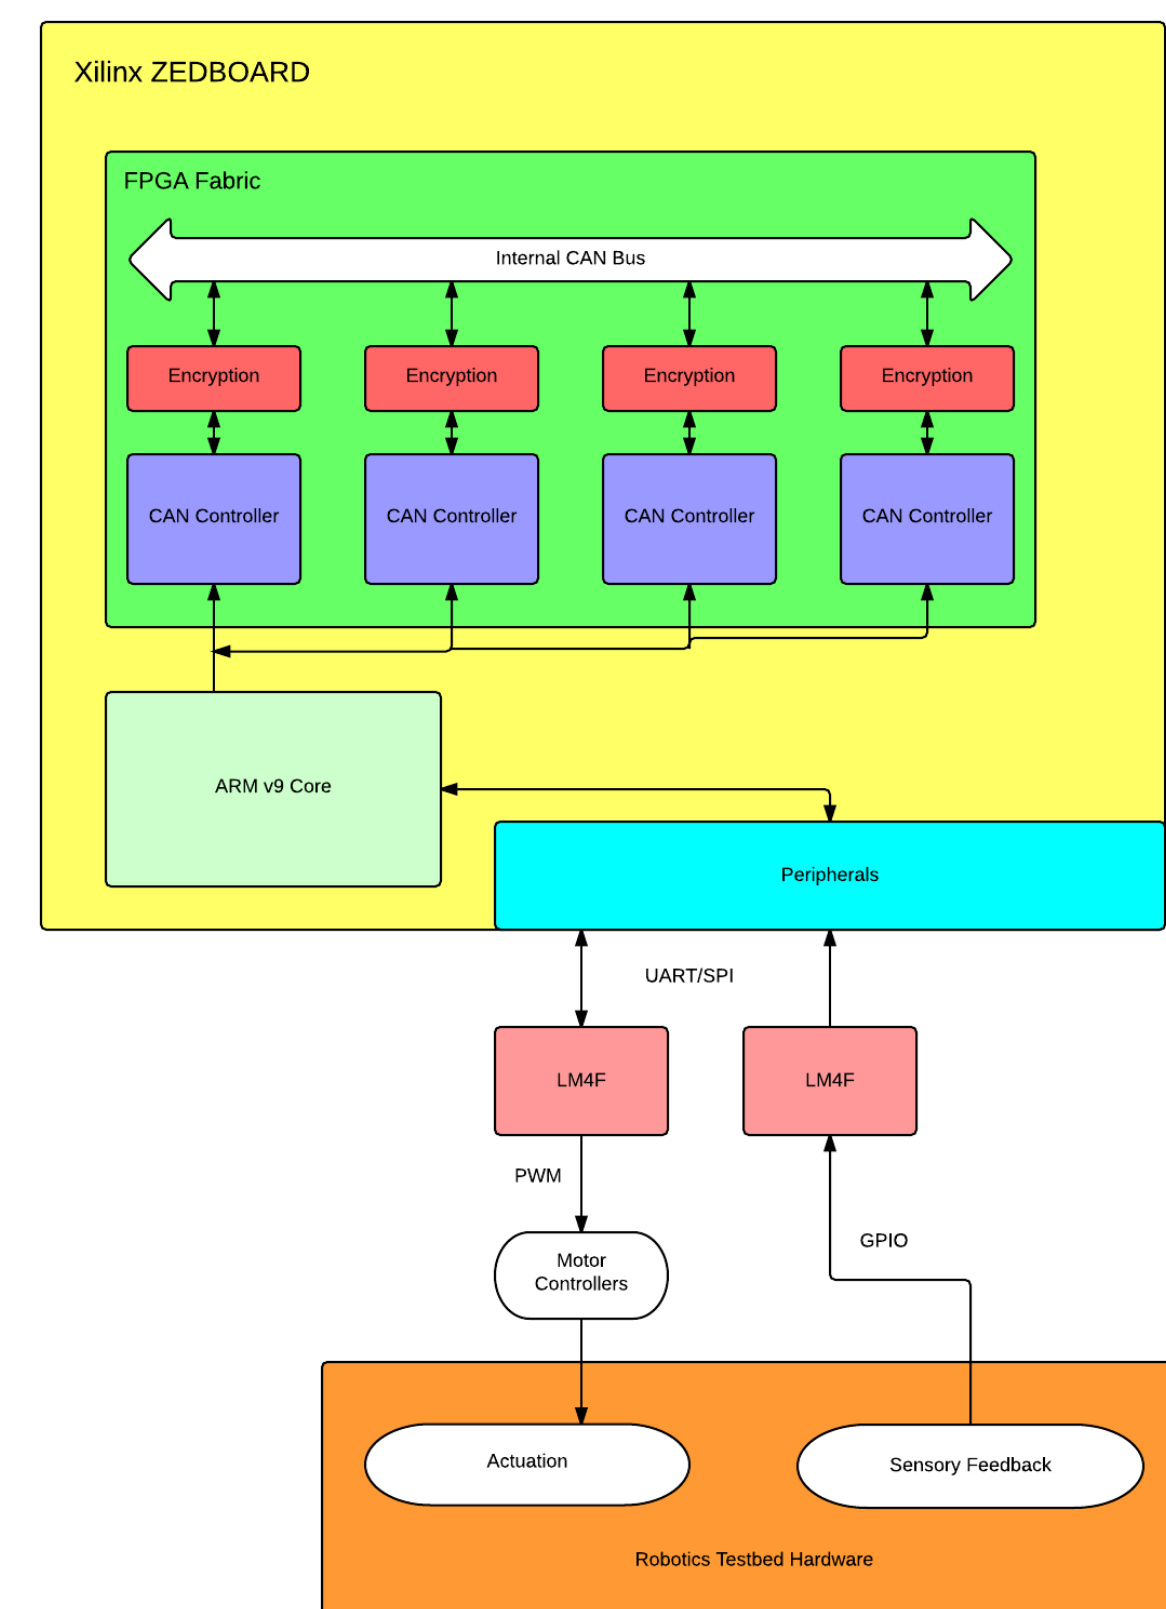 Xilinx ZEDBOARD
FPGA Fabric
Internal CAN Bus
Encryption
Encryption
Encryption
Encryption
CAN Controller
CAN Controller
CAN Controller
CAN Controller
ARM v9 Core
Peripherals
UART/SPI
LM4F
LM4F
PWM
GPIO
Motor
Controllers
Actuation
Sensory Feedback
Robotics Testbed Hardware